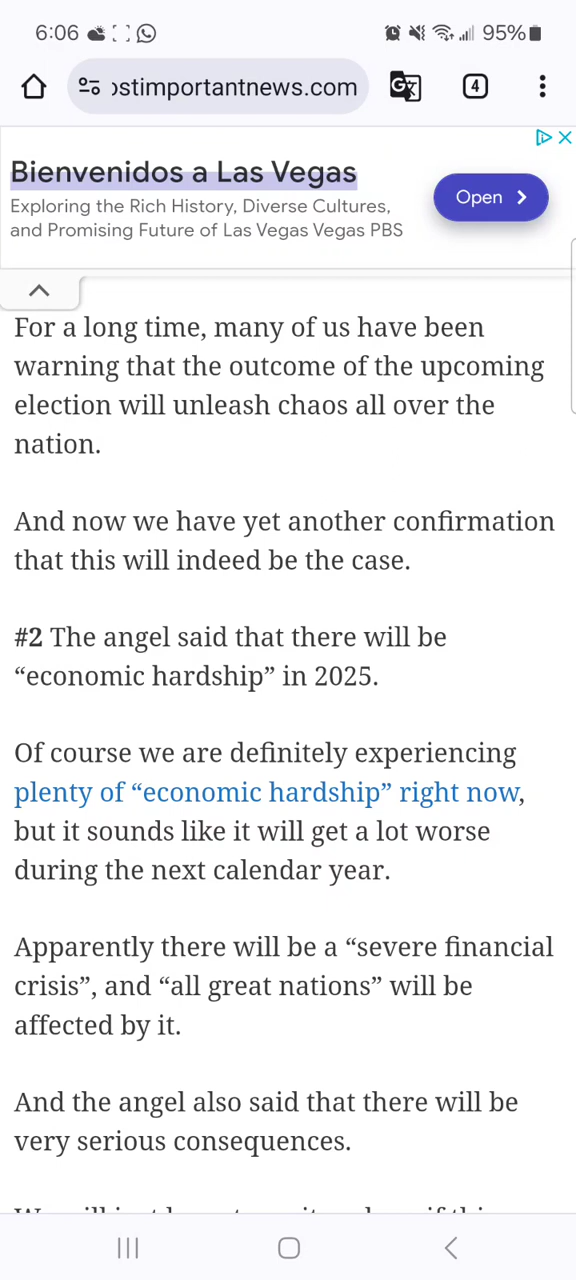 6:06 95%
ostimportantnews.com 4
Bienvenidos a Las Vegas
Exploring the Rich History, Diverse Cultures,
and Promising Future of Las Vegas Vegas PBS
Open
For a long time, many of us have been
warning that the outcome of the upcoming
election will unleash chaos all over the
nation.
And now we have yet another confirmation
that this will indeed be the case.
#2 The angel said that there will be
“economic hardship” in 2025.
Of course we are definitely experiencing
plenty of “economic hardship” right now,
but it sounds like it will get a lot worse
during the next calendar year.
Apparently there will be a “severe financial
crisis”, and “all great nations” will be
affected by it.
And the angel also said that there will be
very serious consequences.